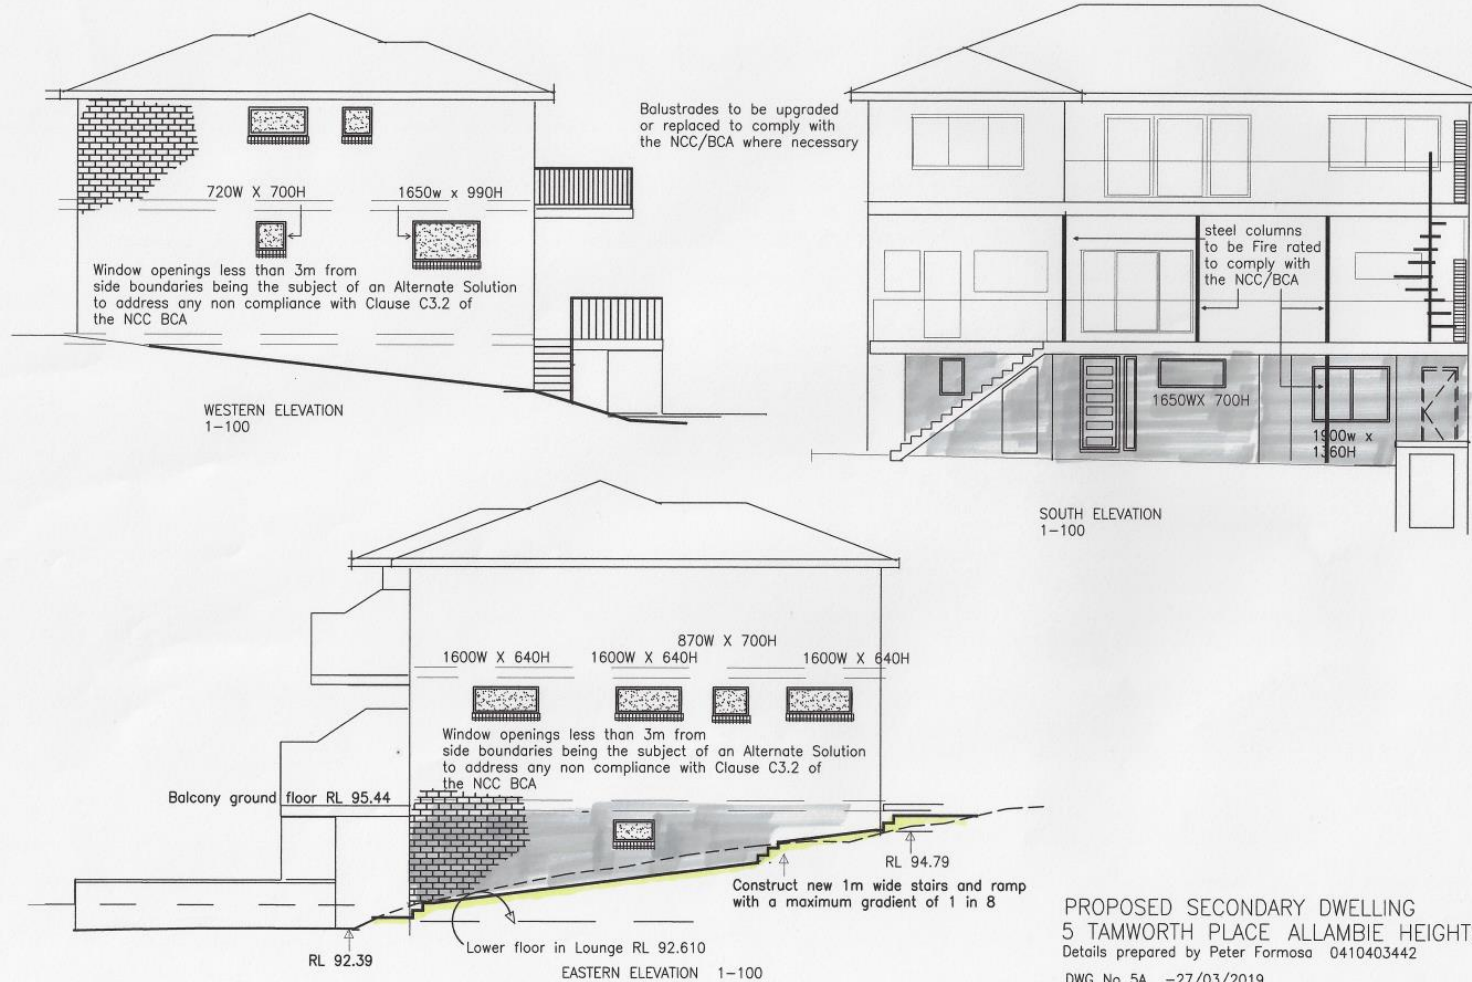 Balustrades to be upgraded
or replaced to comply with
the NCC/BCA where necessary
720W X 700H
1650w x 990H
Window openings less than 3m from
side boundaries being the subject of an Alternate Solution
to address any non compliance with Clause C3.2 of
the NCC BCA
WESTERN ELEVATION
1-100
steel columns
to be Fire rated
to comply with
the NCC/BCA
1650WX 700H
1900w x
1360H
SOUTH ELEVATION
1-100
870W X 700H
1600W X 640H
1600W X 640H
1600W X 640H
Window openings less than 3m from
side boundaries being the subject of an Alternate Solution
to address any non compliance with Clause C3.2 of
the NCC BCA
Balcony ground floor RL 95.44
RL 94.79
Construct new 1m wide stairs and ramp
with a maximum gradient of 1 in 8
RL 92.39
Lower floor in Lounge RL 92.610
EASTERN ELEVATION 1-100
PROPOSED SECONDARY DWELLING
5 TAMWORTH PLACE ALLAMBIE HEIGHT
Details prepared by Peter Formosa 0410403442
DWG No 5A -27/03/2019